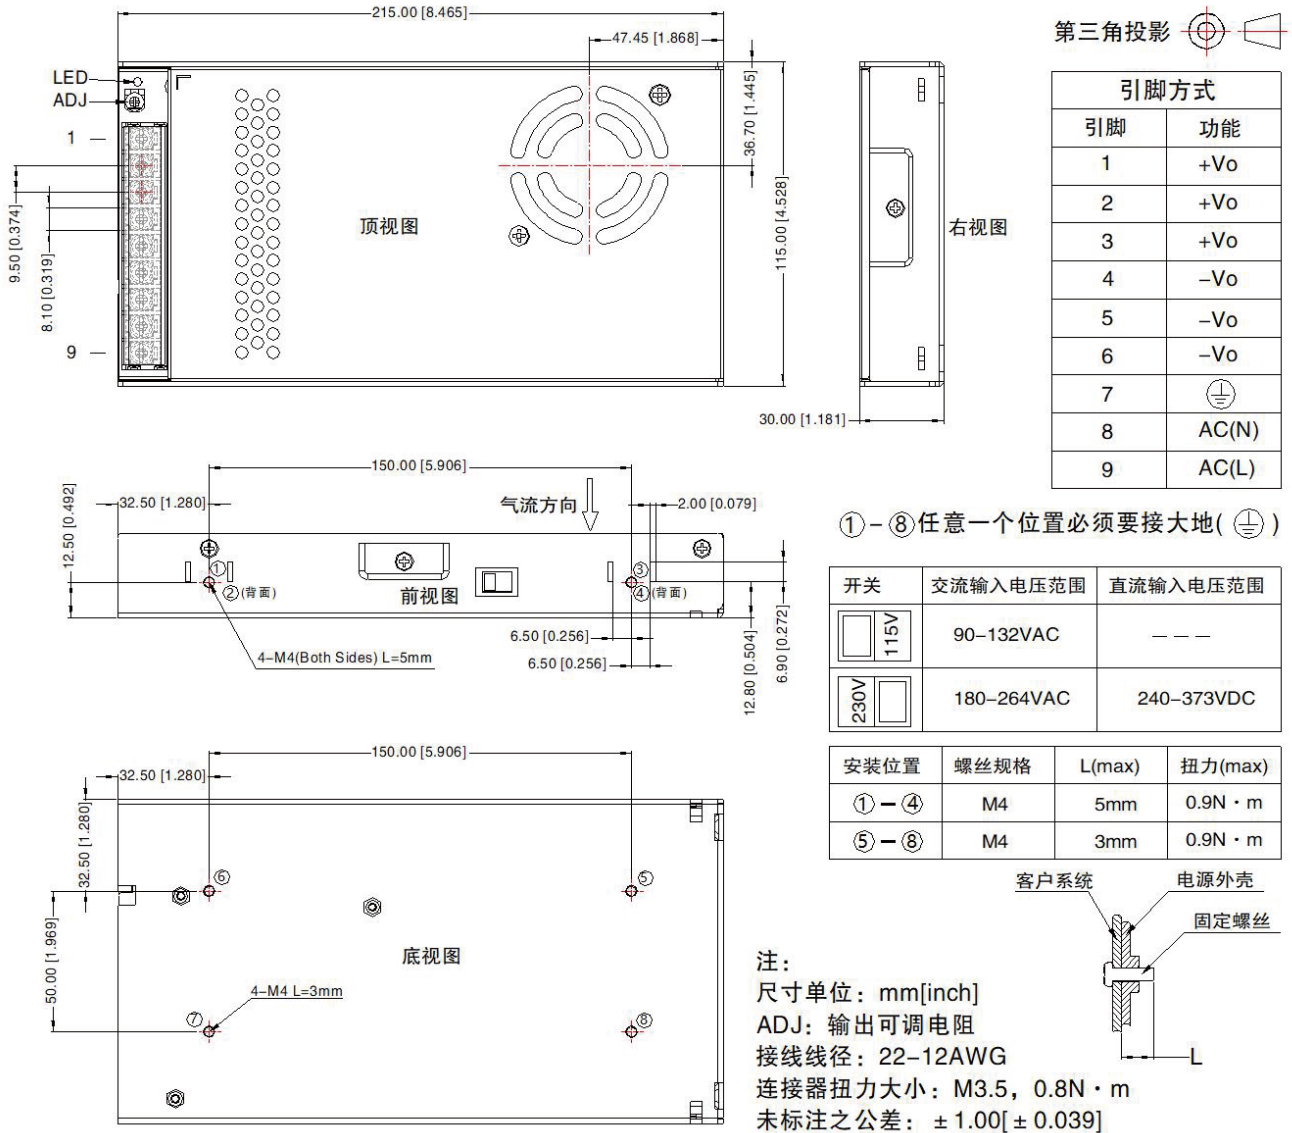 215.00 [8.465]
47.45 [1.868]
LED
ADJ
1
9
9.50 [0.374]
8.10 [0.319]
顶视图
36.70 [1.445]
115.00 [4.528]
右视图
30.00 [1.181]
第三角投影
引脚方式
引脚 功能
1 +Vo
2 +Vo
3 +Vo
4 −Vo
5 −Vo
6 −Vo
7
8 AC(N)
9 AC(L)
150.00 [5.906]
32.50 [1.280]
气流方向
2.00 [0.079]
12.50 [0.492]
①
②(背面)
前视图
③
④(背面)
6.50 [0.256]
6.50 [0.256]
4−M4(Both Sides) L=5mm
12.80 [0.504]
6.90 [0.272]
①−⑧任意一个位置必须要接大地( )
开关 交流输入电压范围 直流输入电压范围
115V 90−132VAC − − −
230V 180−264VAC 240−373VDC
安装位置 螺丝规格 L(max) 扭力(max)
①−④ M4 5mm 0.9N·m
⑤−⑧ M4 3mm 0.9N·m
150.00 [5.906]
32.50 [1.280]
32.50 [1.280]
50.00 [1.969]
⑥
⑤
底视图
4−M4 L=3mm
⑦
⑧
客户系统
电源外壳
固定螺丝
L
注：
尺寸单位：mm[inch]
ADJ：输出可调电阻
接线线径：22−12AWG
连接器扭力大小：M3.5，0.8N·m
未标注之公差：±1.00[±0.039]